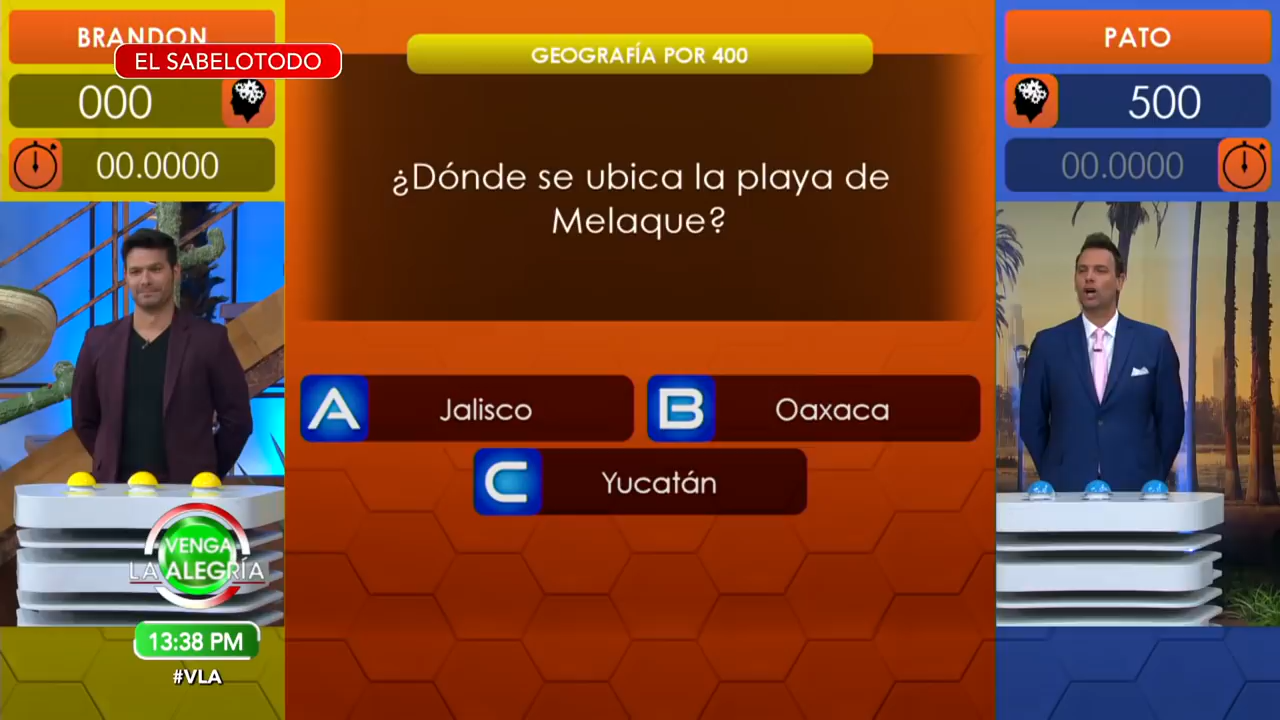 BRANDON
EL SABELOTODO
000
00.0000
GEOGRAFÍA POR 400
¿Dónde se ubica la playa de
Melaque?
PATO
500
00.0000
A Jalisco
B Oaxaca
C Yucatán
VENGA
LA ALEGRÍA
13:38 PM
#VLA